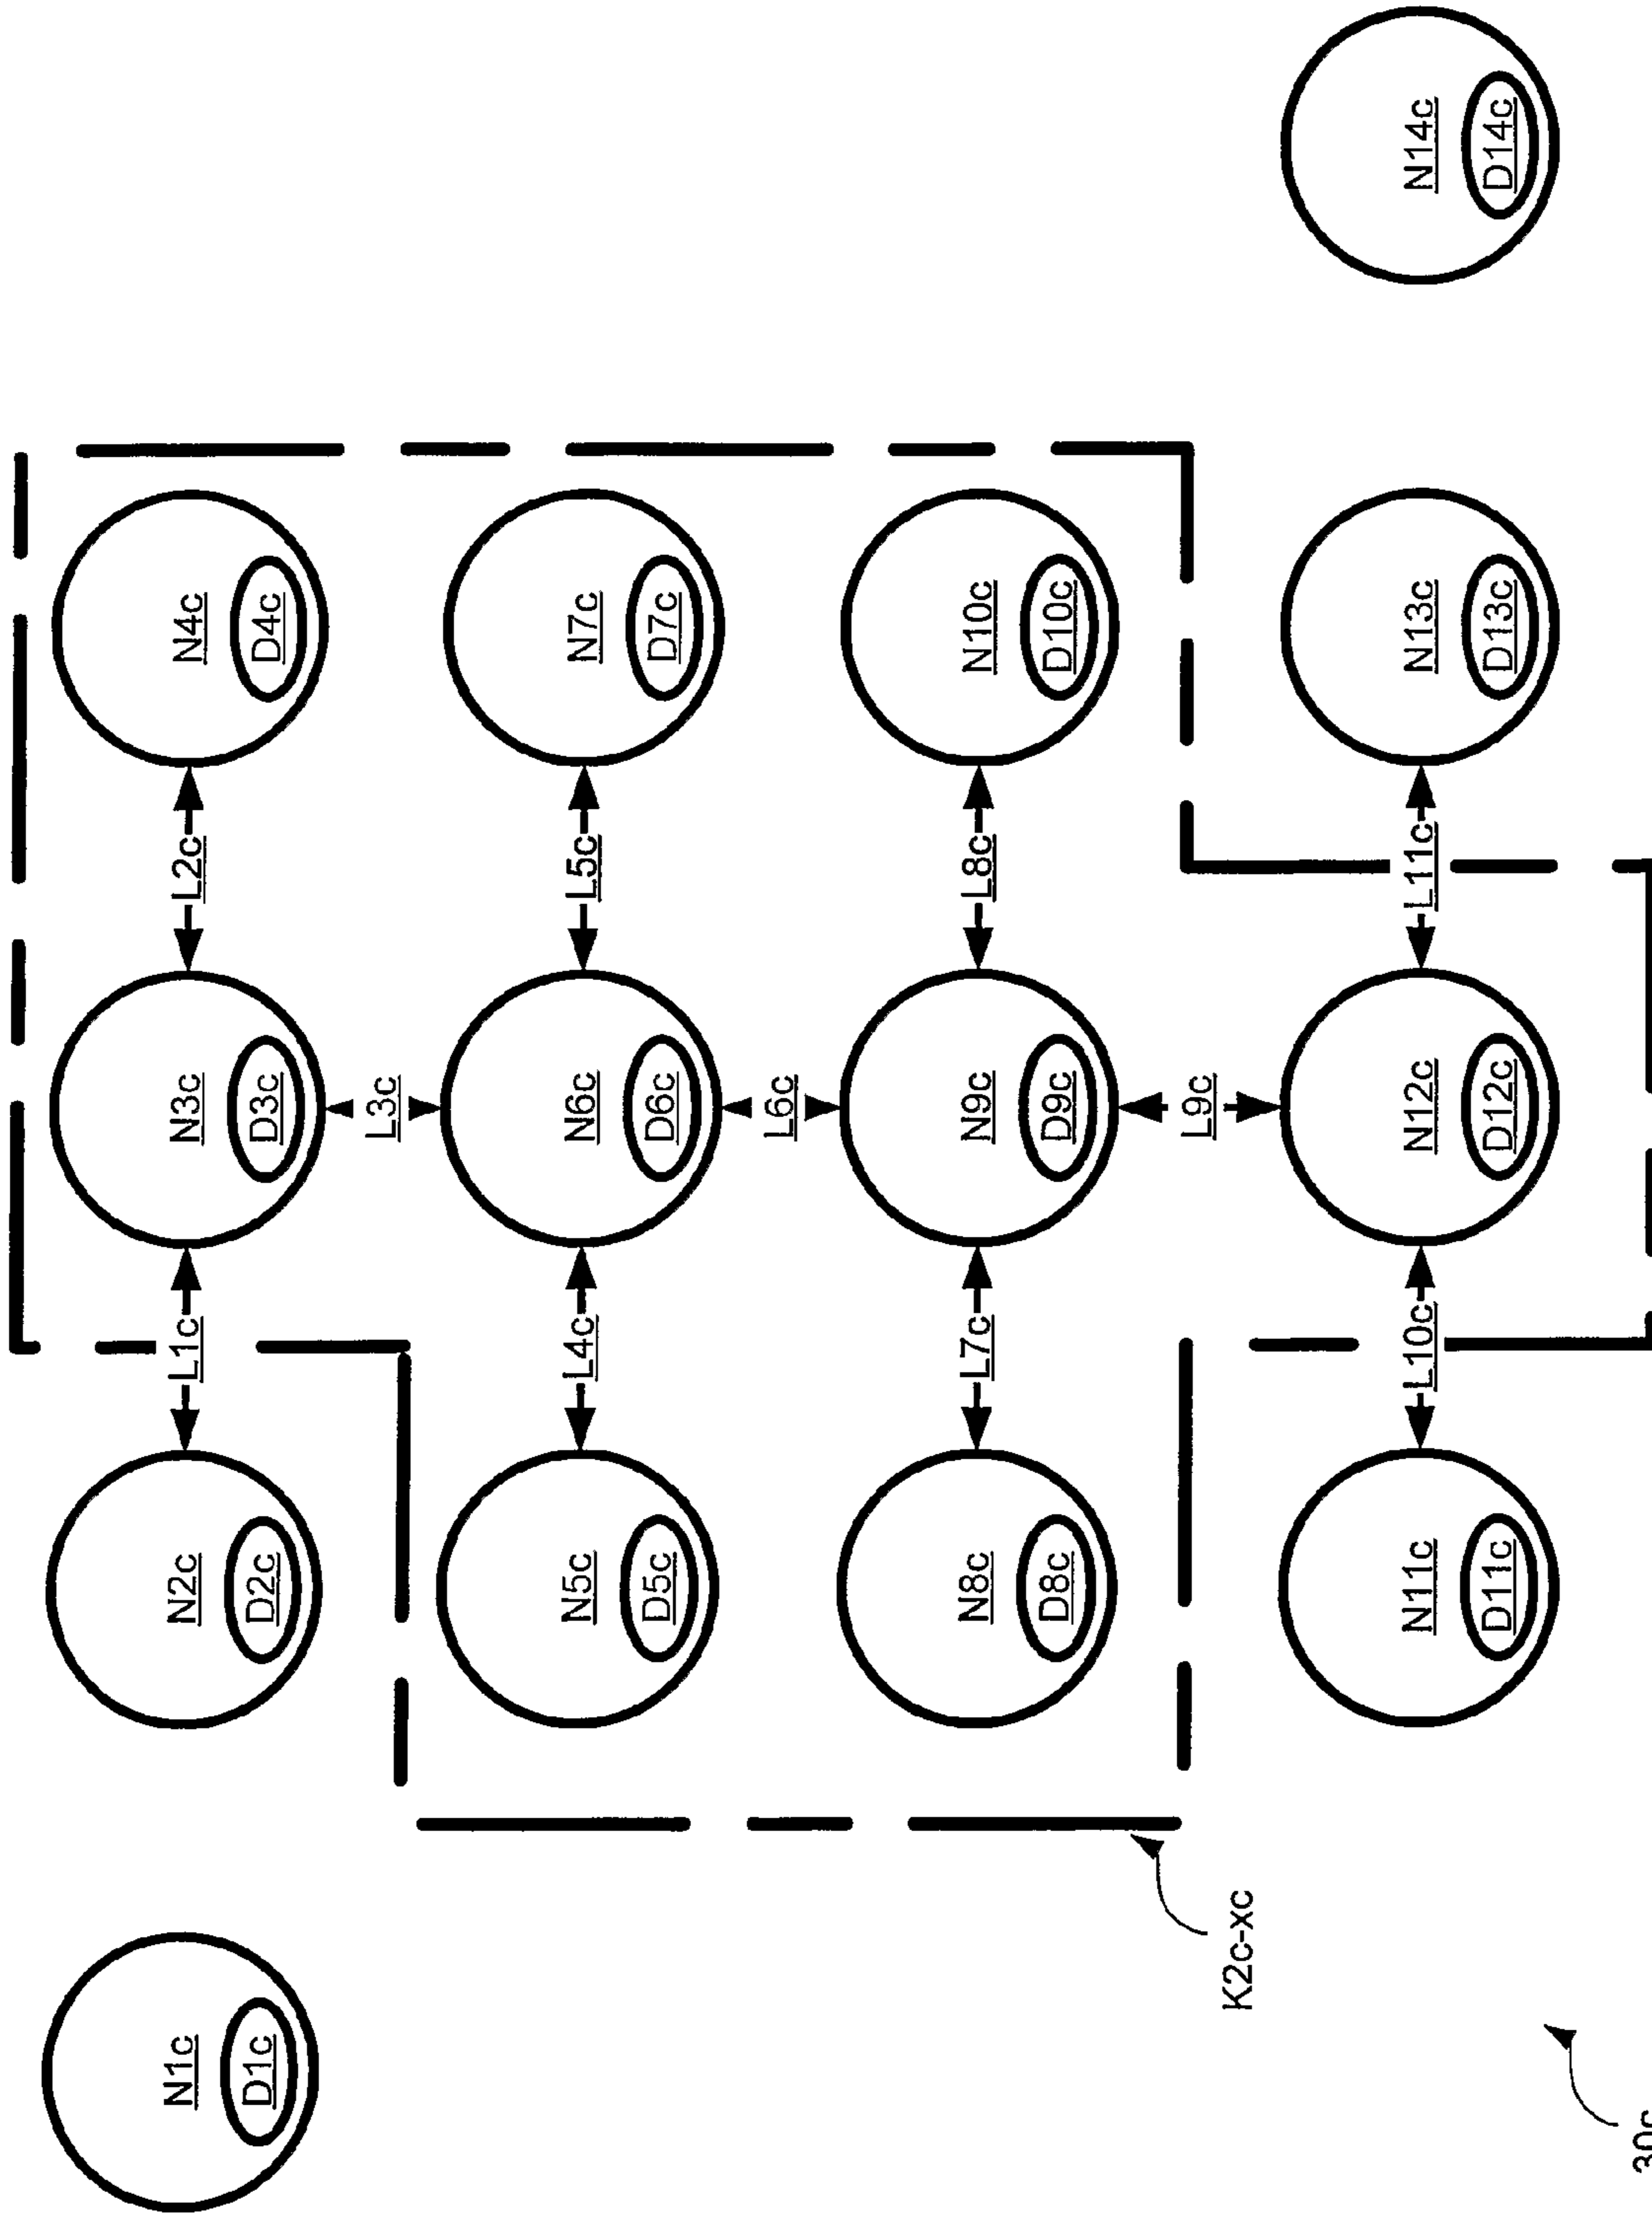 N1c
D1c
N2c
D2c
L1c
N3c
D3c
L2c
N4c
D4c
L3c
N5c
D5c
L4c
N6c
D6c
L5c
N7c
D7c
L6c
N8c
D8c
L7c
N9c
D9c
L8c
N10c
D10c
K2c-xc
L9c
N11c
D11c
L10c
N12c
D12c
L11c
N13c
D13c
N14c
D14c